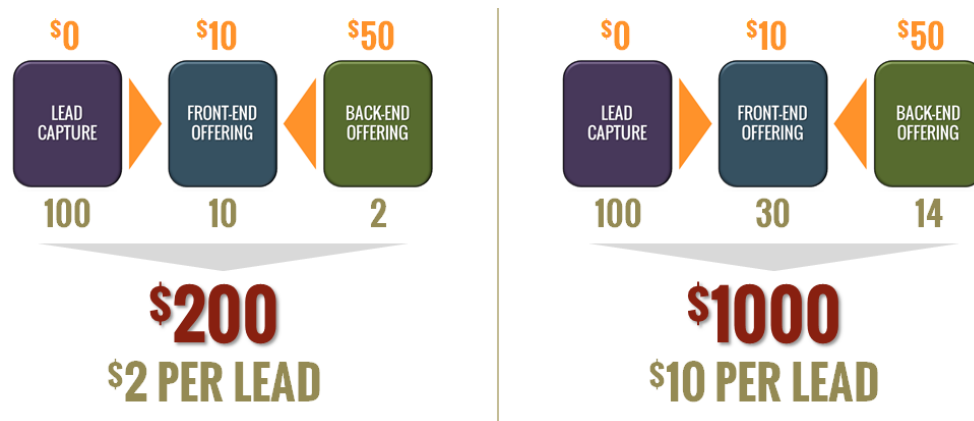 $0 $10 $50
LEAD CAPTURE
FRONT-END OFFERING
BACK-END OFFERING
100 10 2
$200
$2 PER LEAD
$0 $10 $50
LEAD CAPTURE
FRONT-END OFFERING
BACK-END OFFERING
100 30 14
$1000
$10 PER LEAD